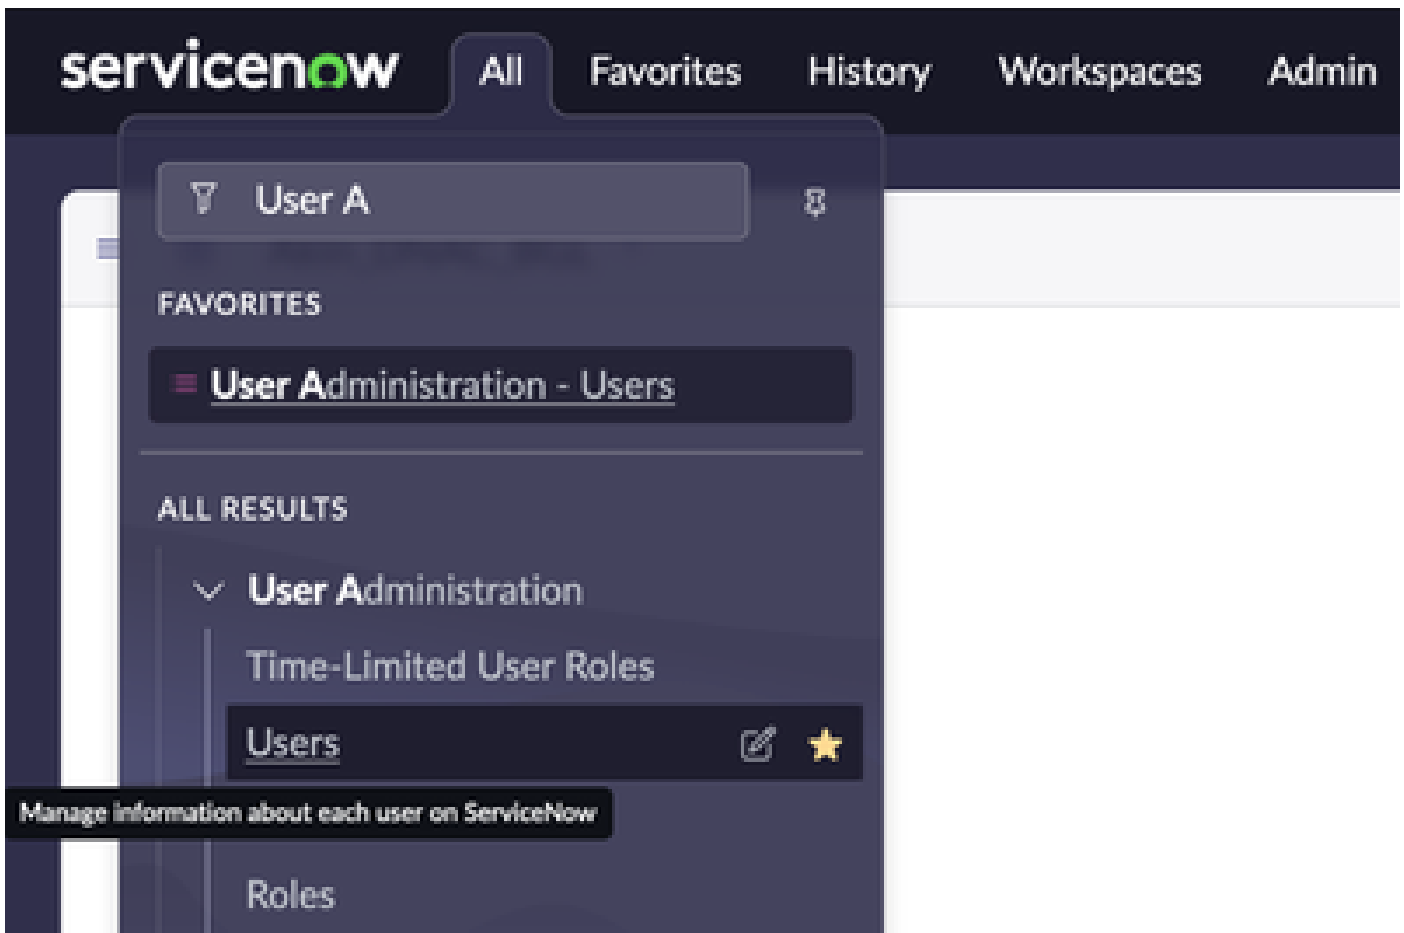 servicenow All Favorites History Workspaces Admin
User A
FAVORITES
User Administration - Users
ALL RESULTS
User Administration
Time-Limited User Roles
Users
Manage information about each user on ServiceNow
Roles